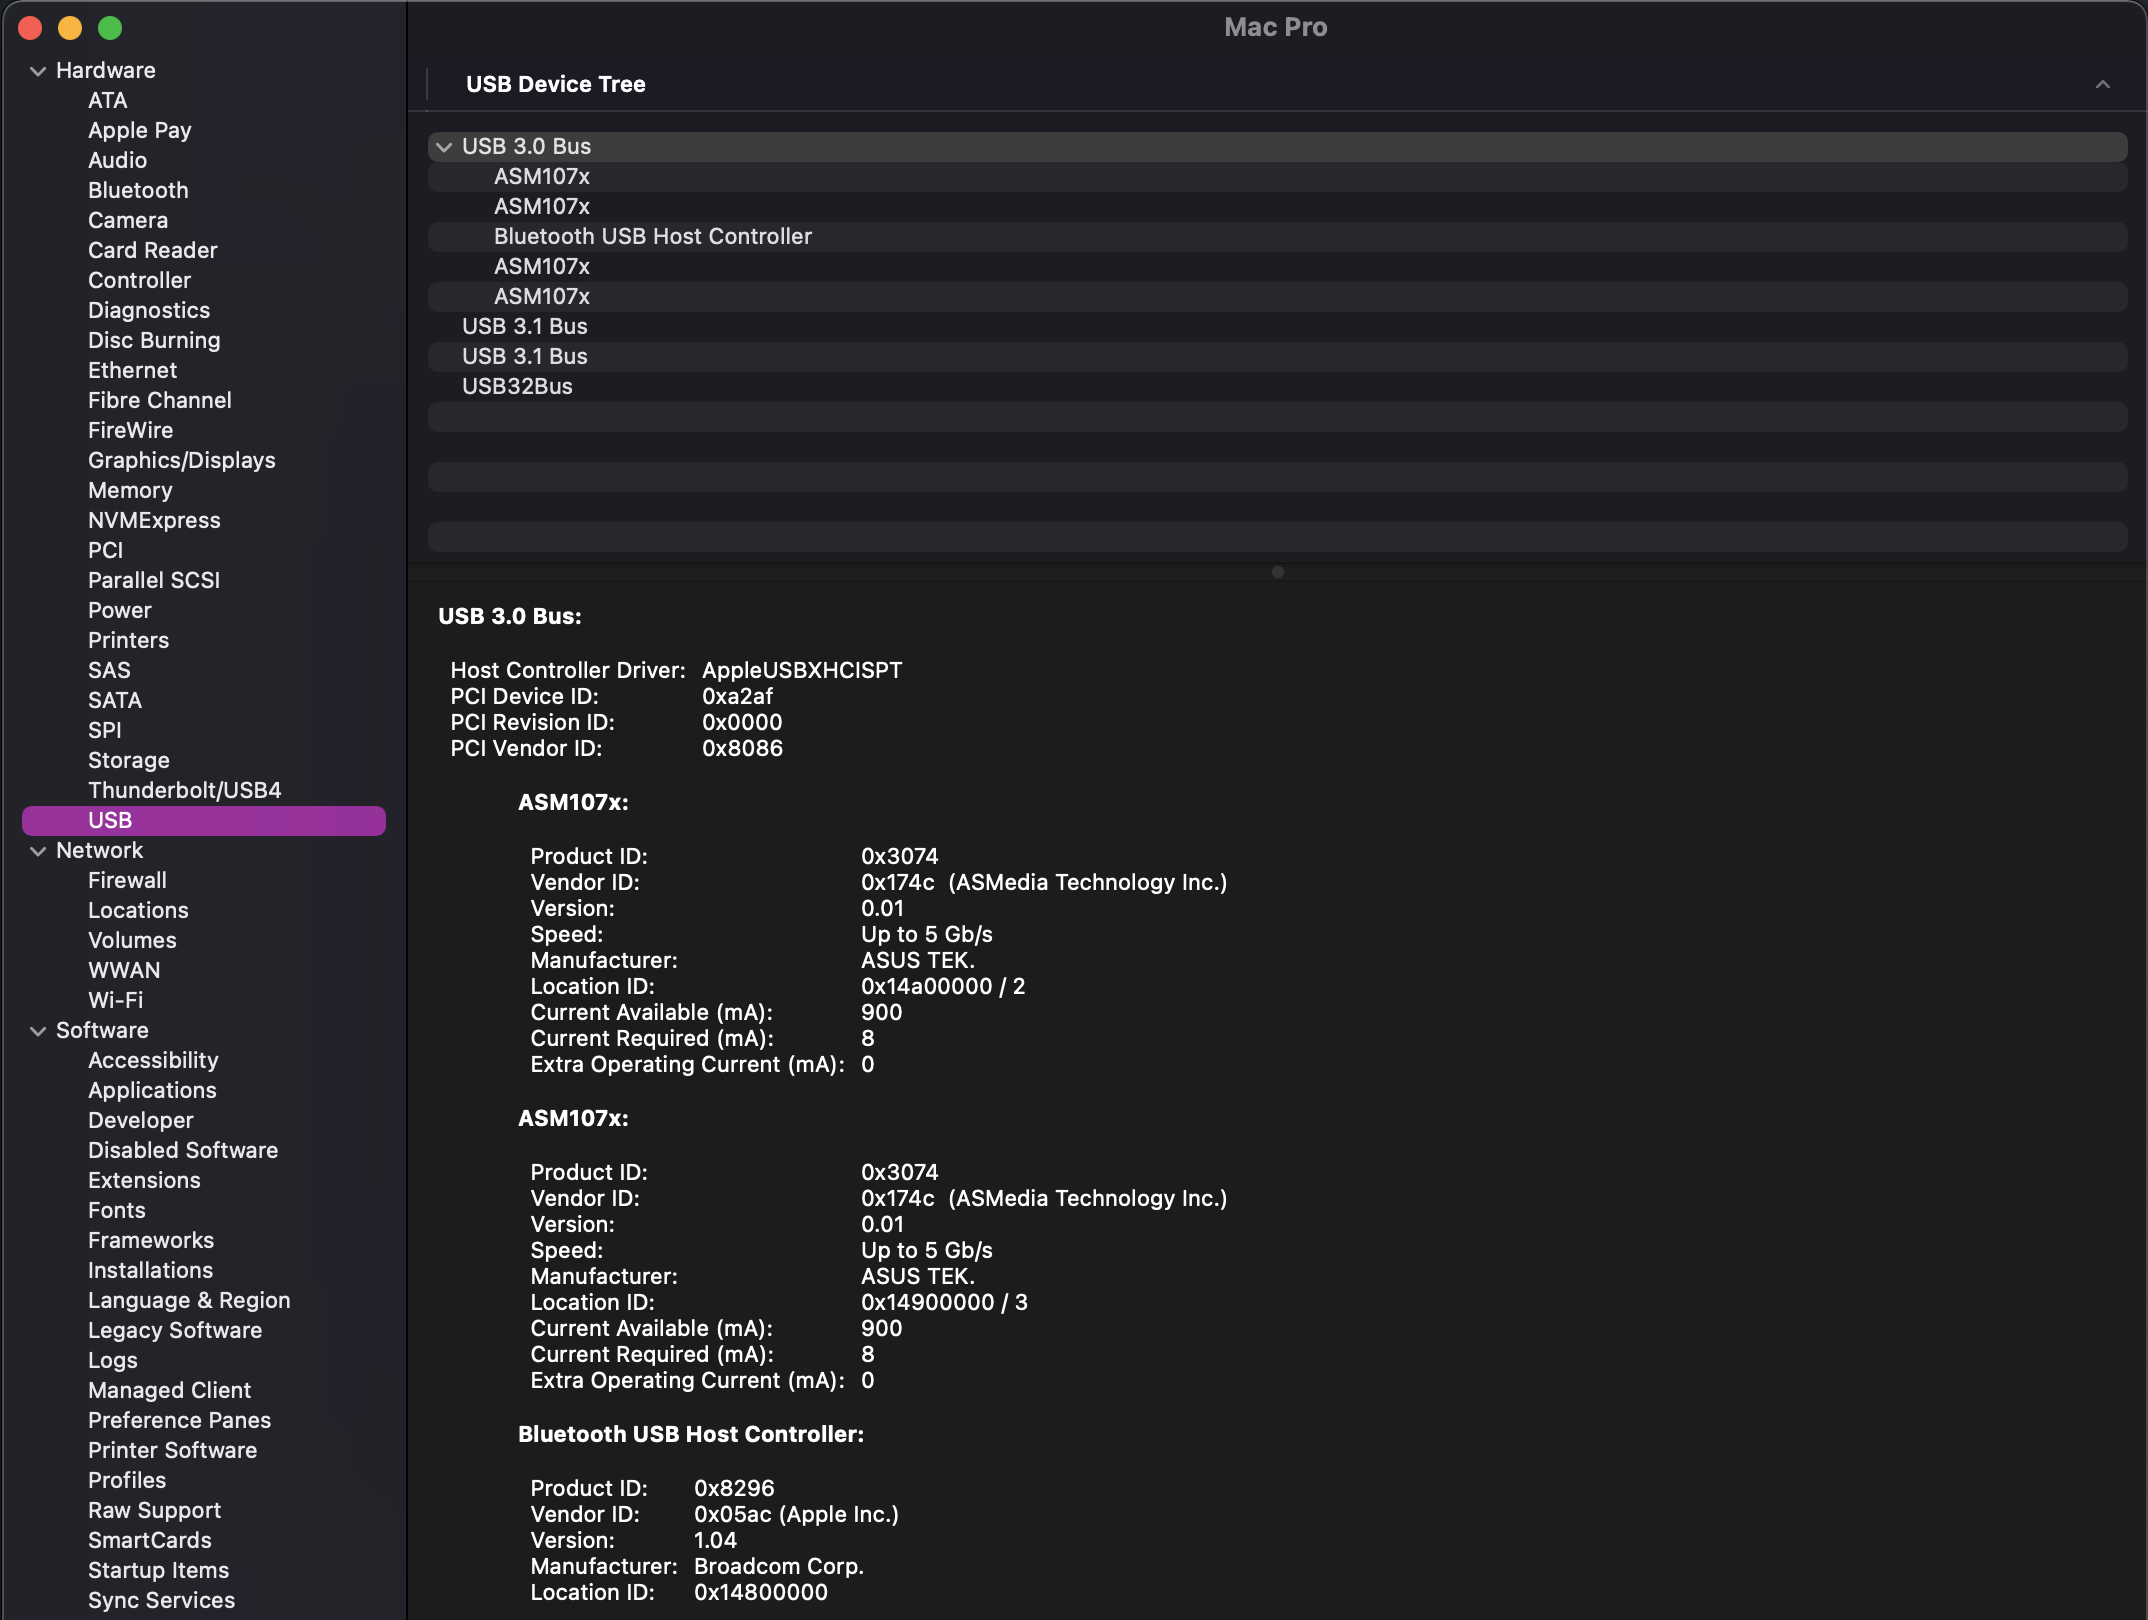 Mac Pro
Hardware
ATA
Apple Pay
Audio
Bluetooth
Camera
Card Reader
Controller
Diagnostics
Disc Burning
Ethernet
Fibre Channel
FireWire
Graphics/Displays
Memory
NVMExpress
PCI
Parallel SCSI
Power
Printers
SAS
SATA
SPI
Storage
Thunderbolt/USB4
USB
Network
Firewall
Locations
Volumes
WWAN
Wi-Fi
Software
Accessibility
Applications
Developer
Disabled Software
Extensions
Fonts
Frameworks
Installations
Language & Region
Legacy Software
Logs
Managed Client
Preference Panes
Printer Software
Profiles
Raw Support
SmartCards
Startup Items
Sync Services
USB Device Tree
USB 3.0 Bus
ASM107x
ASM107x
Bluetooth USB Host Controller
ASM107x
ASM107x
USB 3.1 Bus
USB 3.1 Bus
USB32Bus
USB 3.0 Bus:
Host Controller Driver: AppleUSBXHCISPT
PCI Device ID: 0xa2af
PCI Revision ID: 0x0000
PCI Vendor ID: 0x8086
ASM107x:
Product ID: 0x3074
Vendor ID: 0x174c (ASMedia Technology Inc.)
Version: 0.01
Speed: Up to 5 Gb/s
Manufacturer: ASUS TEK.
Location ID: 0x14a00000 / 2
Current Available (mA): 900
Current Required (mA): 8
Extra Operating Current (mA): 0
ASM107x:
Product ID: 0x3074
Vendor ID: 0x174c (ASMedia Technology Inc.)
Version: 0.01
Speed: Up to 5 Gb/s
Manufacturer: ASUS TEK.
Location ID: 0x14900000 / 3
Current Available (mA): 900
Current Required (mA): 8
Extra Operating Current (mA): 0
Bluetooth USB Host Controller:
Product ID: 0x8296
Vendor ID: 0x05ac (Apple Inc.)
Version: 1.04
Manufacturer: Broadcom Corp.
Location ID: 0x14800000